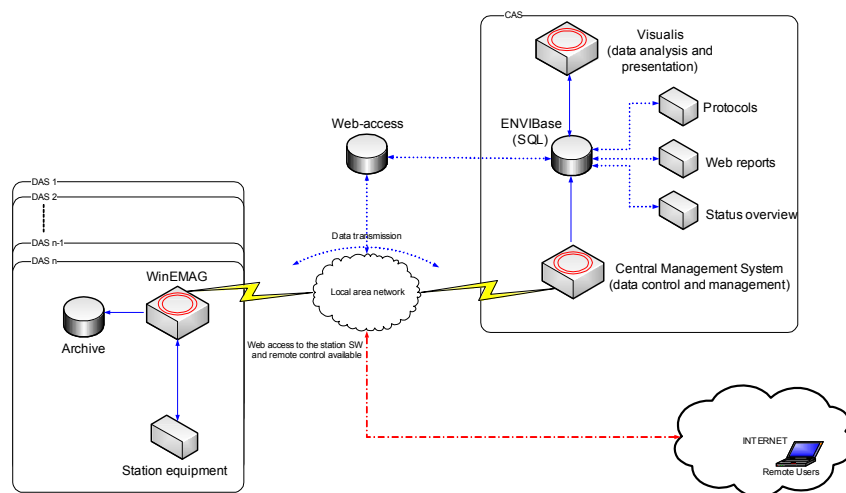 CAS
Visualis
(data analysis and
presentation)
Protocols
Web-access
ENVIBase
(SQL)
Web reports
DAS 1
DAS 2
Status overview
DAS n-1
Data transmission
DAS n
WinEMAG
Local area network
Central Management System
(data control and management)
Archive
Web access to the station SW
and remote control available
INTERNET
Station equipment
Remote Users